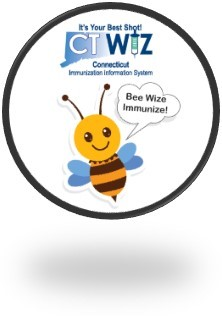 It's Your Best Shot!
CT WiZ
Connecticut
Immunization Information System
Bee Wize
Immunize!